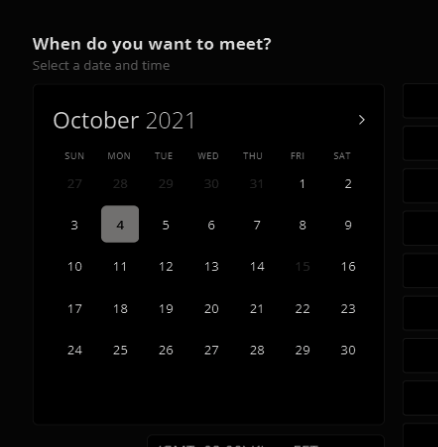 When do you want to meet?
Select a date and time
October 2021 >
SUN MON TUE WED THU FRI SAT
27 28 29 30 31 1 2
3 4 5 6 7 8 9
10 11 12 13 14 15 16
17 18 19 20 21 22 23
24 25 26 27 28 29 30